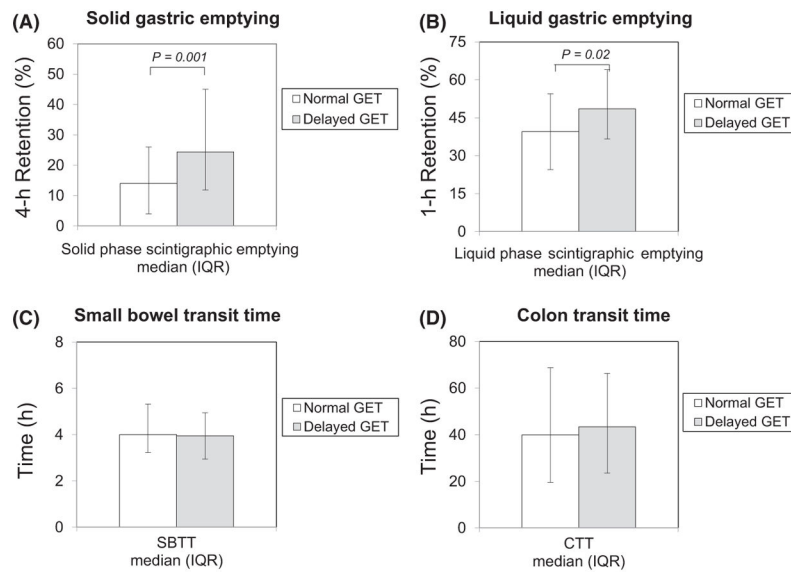 (A) Solid gastric emptying
4-h Retention (%)
60
50
40
30
20
10
0
P = 0.001
Normal GET
Delayed GET
Solid phase scintigraphic emptying
median (IQR)
(B) Liquid gastric emptying
1-h Retention (%)
75
60
45
30
15
0
P = 0.02
Normal GET
Delayed GET
Liquid phase scintigraphic emptying
median (IQR)
(C) Small bowel transit time
Time (h)
8
6
4
2
0
Normal GET
Delayed GET
SBTT
median (IQR)
(D) Colon transit time
Time (h)
80
60
40
20
0
Normal GET
Delayed GET
CTT
median (IQR)